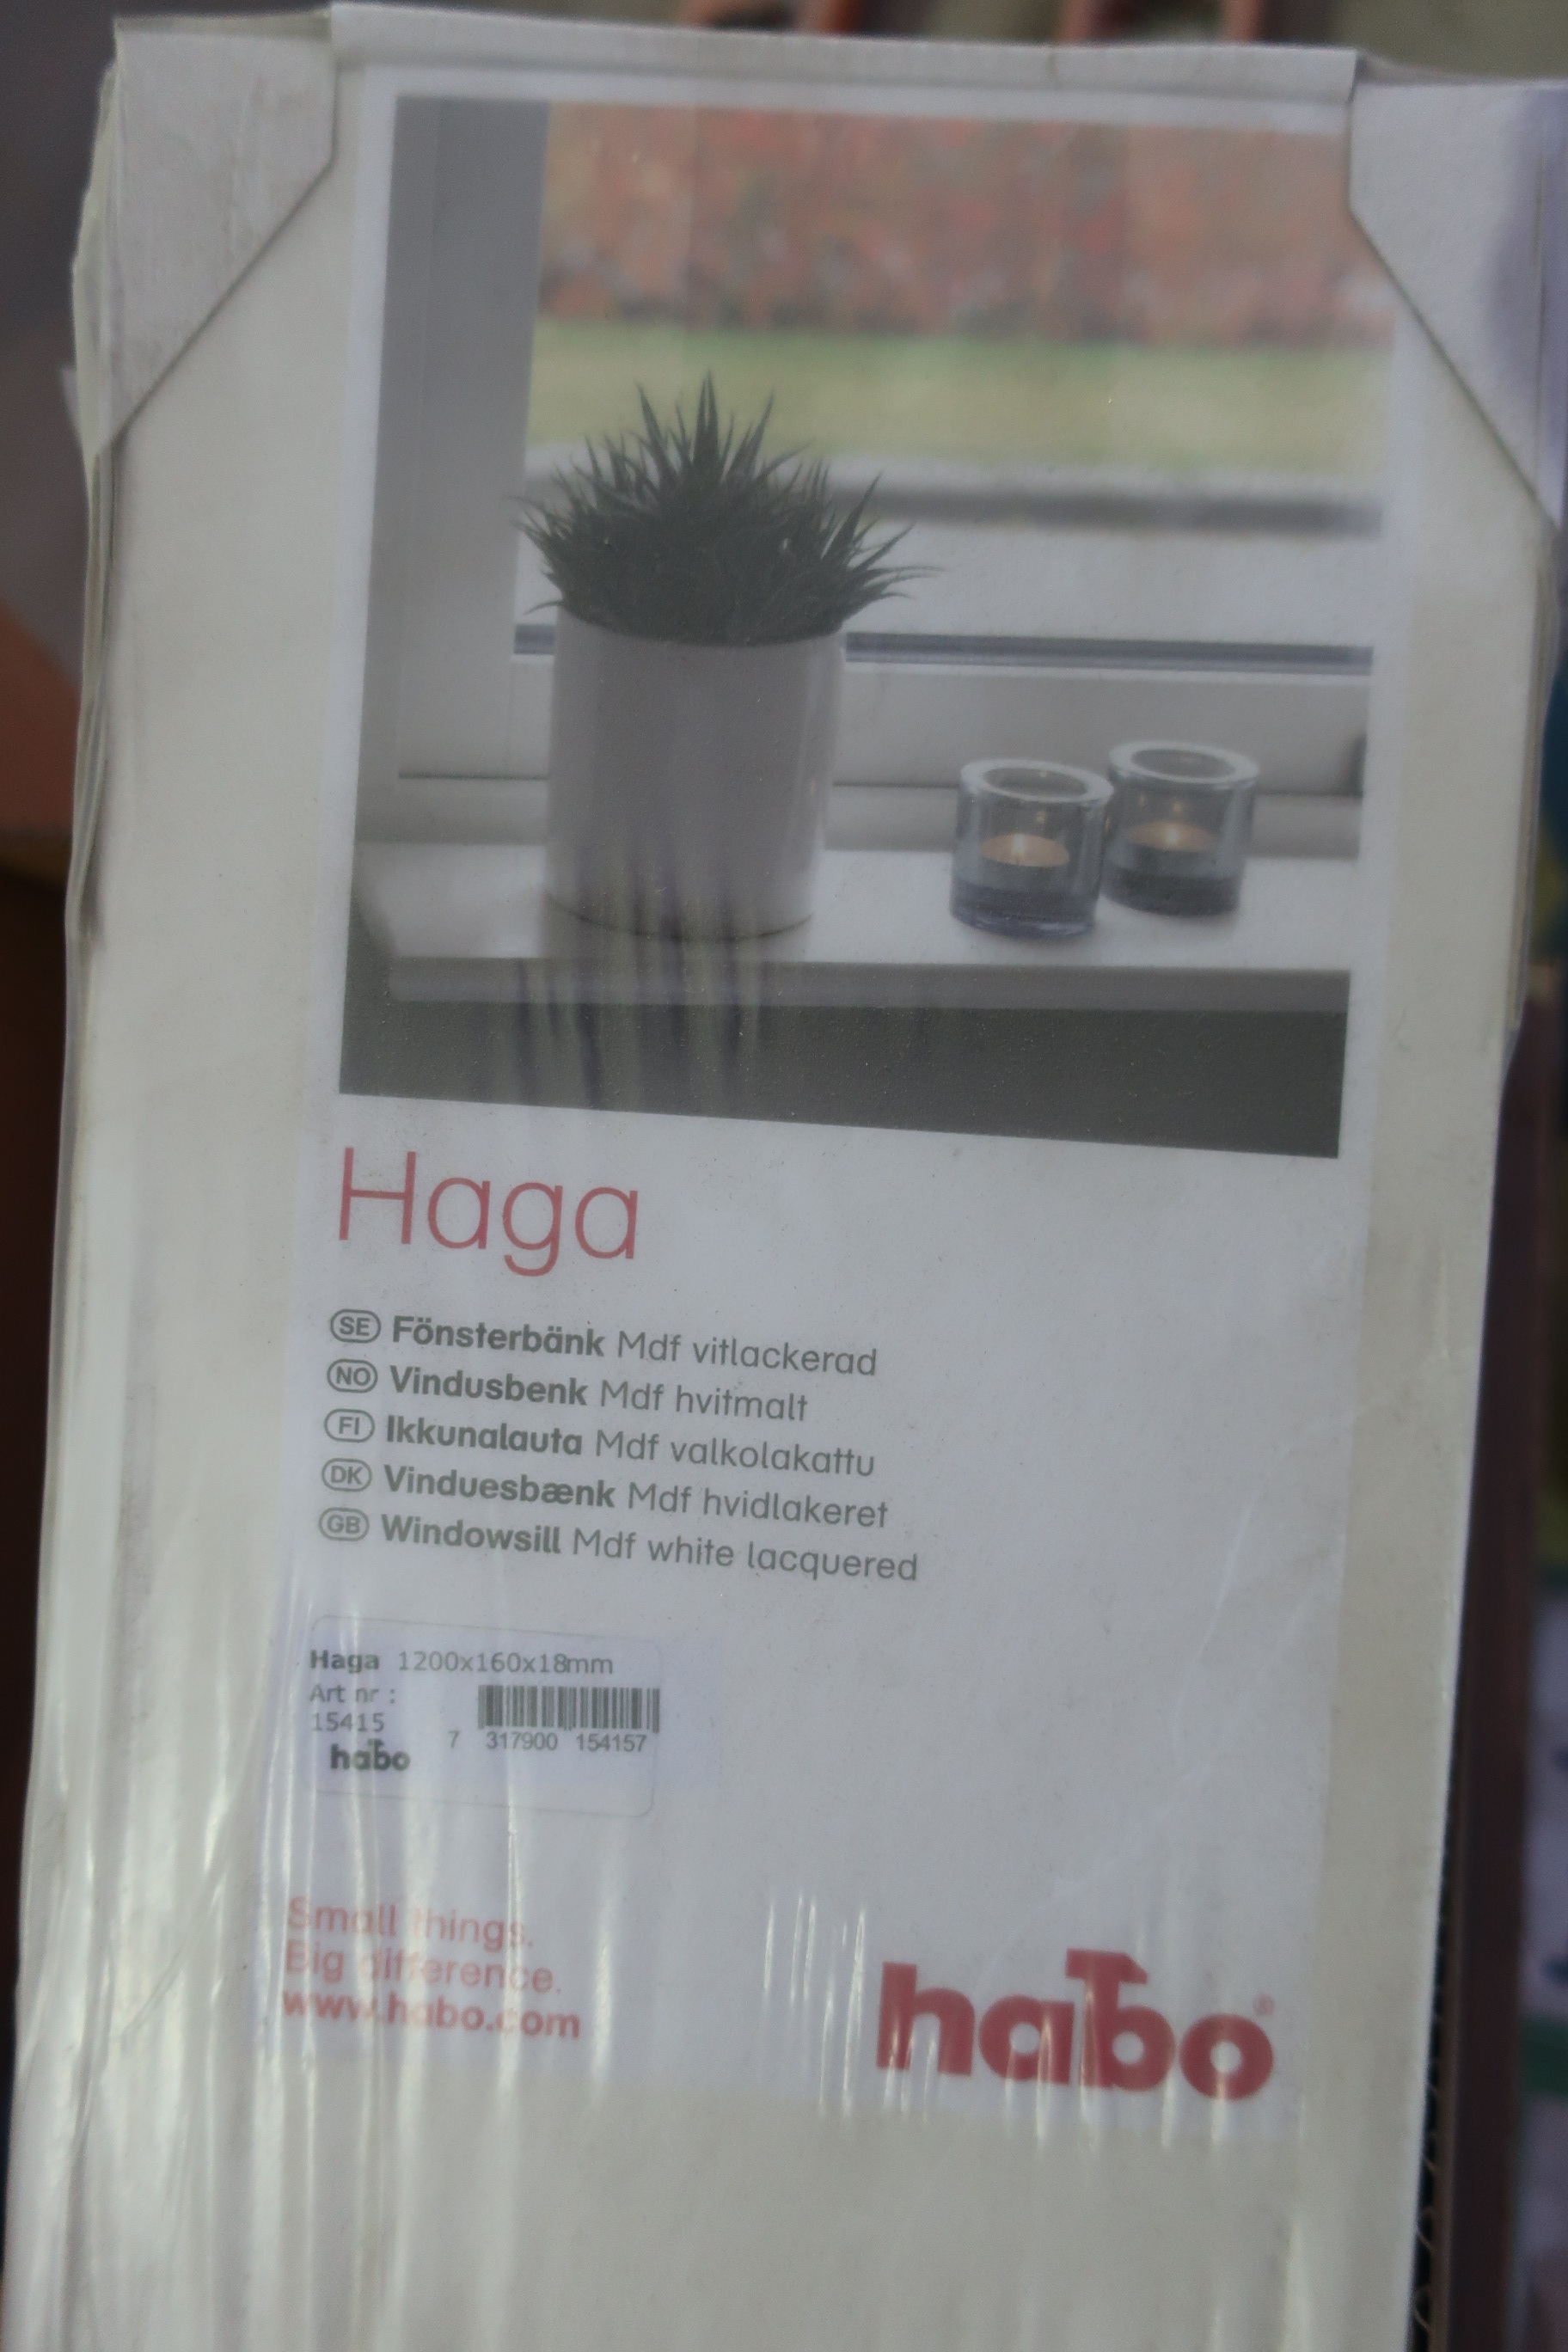 Haga
SE Fönsterbänk Mdf vitlackerad
NO Vindusbenk Mdf hvitmalt
FI Ikkunalauta Mdf valkolakattu
DK Vinduesbænk Mdf hvidlakeret
GB Windowsill Mdf white lacquered
Haga 1200x160x18mm
Art nr :
15415
7 317900 154157
habo
Small things.
Big difference.
www.habo.com
habo®